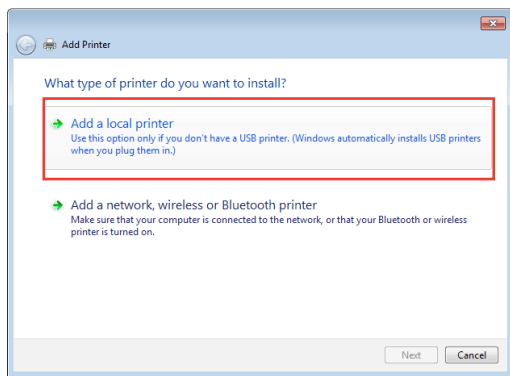 Add Printer
What type of printer do you want to install?
Add a local printer
Use this option only if you don't have a USB printer. (Windows automatically installs USB printers
when you plug them in.)
Add a network, wireless or Bluetooth printer
Make sure that your computer is connected to the network, or that your Bluetooth or wireless
printer is turned on.
Next Cancel